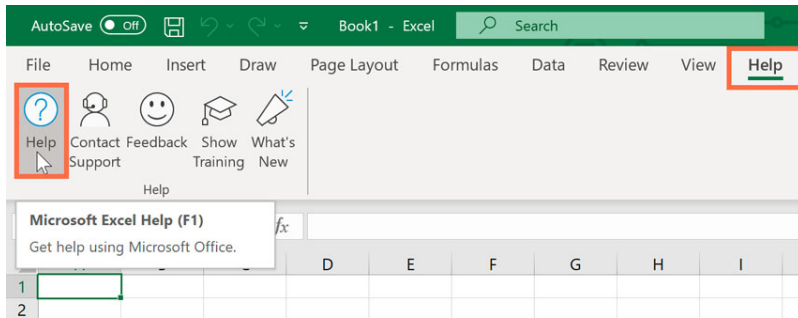 AutoSave Off Book1 - Excel Search
File Home Insert Draw Page Layout Formulas Data Review View Help
Help Contact Support Feedback Show Training What's New
Help
Microsoft Excel Help (F1)
Get help using Microsoft Office.
fx
D E F G H I
1
2